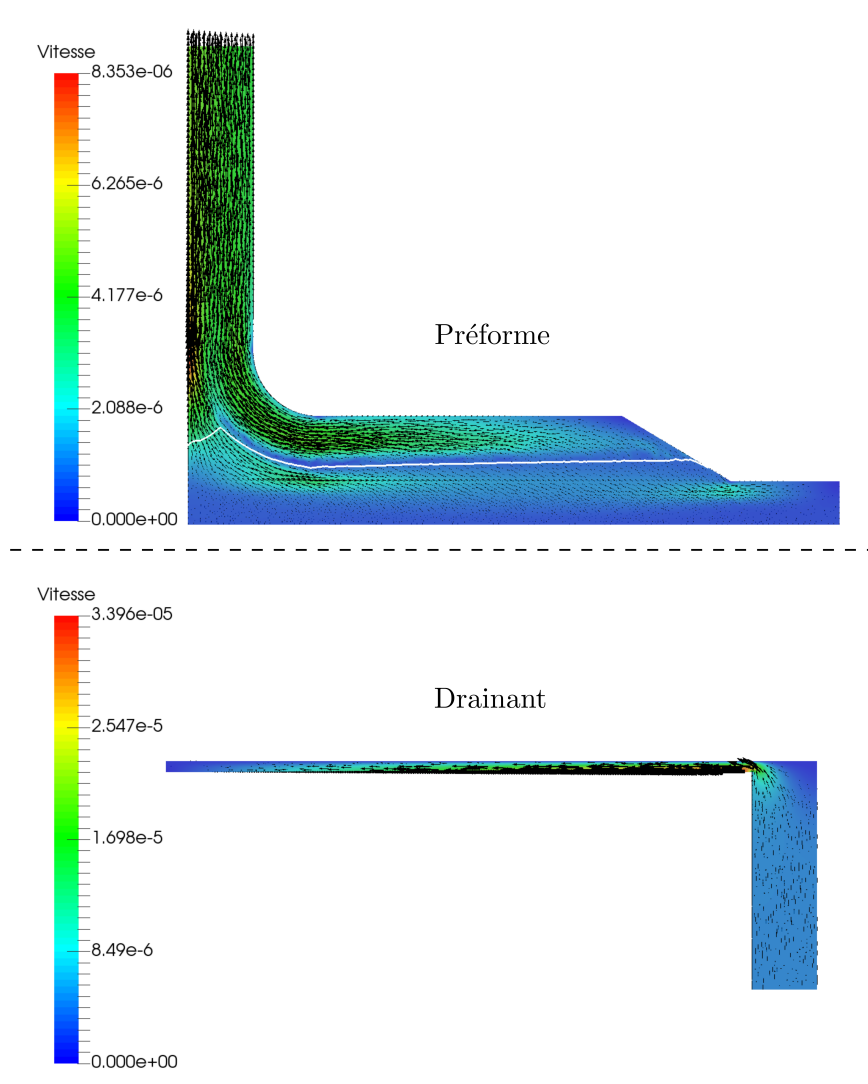 Vitesse
8.353e-06
6.265e-6
4.177e-6
2.088e-6
0.000e+00
Préforme
Vitesse
3.396e-05
2.547e-5
1.698e-5
8.49e-6
0.000e+00
Drainant